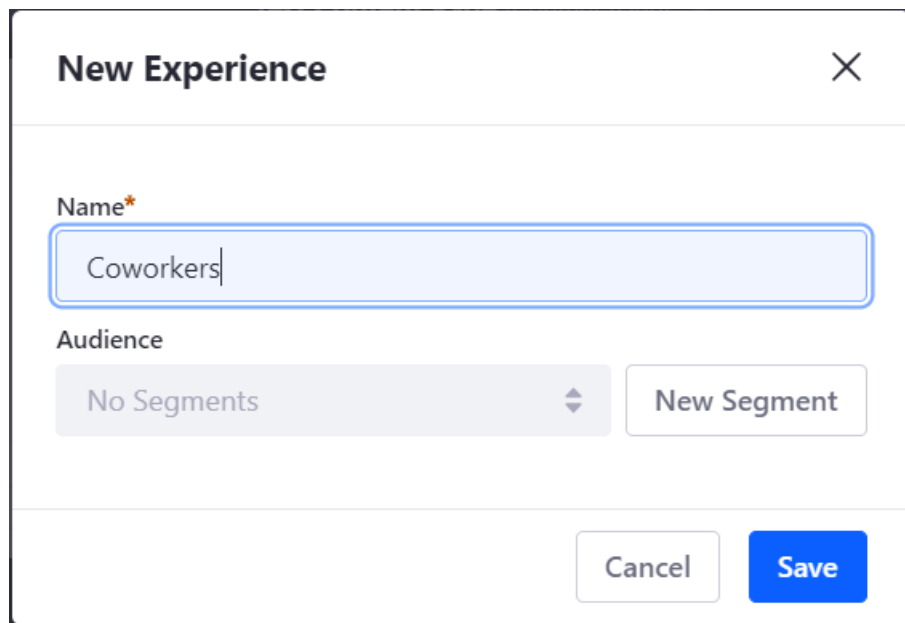 New Experience
Name*
Coworkers
Audience
No Segments
New Segment
Cancel
Save